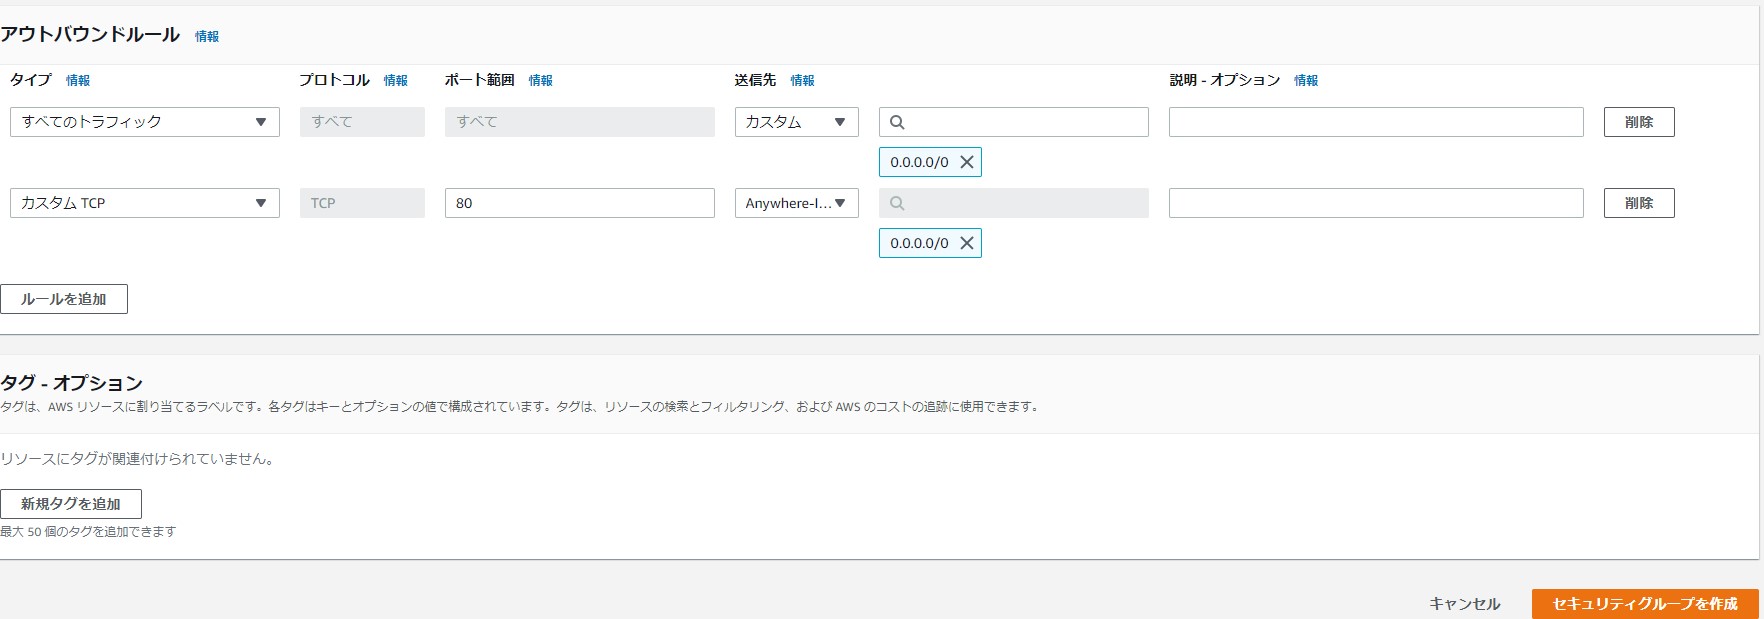 アウトバウンドルール 情報
タイプ 情報 プロトコル 情報 ポート範囲 情報 送信先 情報 説明 - オプション 情報
すべてのトラフィック すべて すべて カスタム 削除
0.0.0.0/0
カスタム TCP TCP 80 Anywhere-I... 削除
0.0.0.0/0
ルールを追加
タグ - オプション
タグは、AWS リソースに割り当てるラベルです。各タグはキーとオプションの値で構成されています。タグは、リソースの検索とフィルタリング、および AWS のコストの追跡に使用できます。
リソースにタグが関連付けられていません。
新規タグを追加
最大 50 個のタグを追加できます
キャンセル セキュリティグループを作成